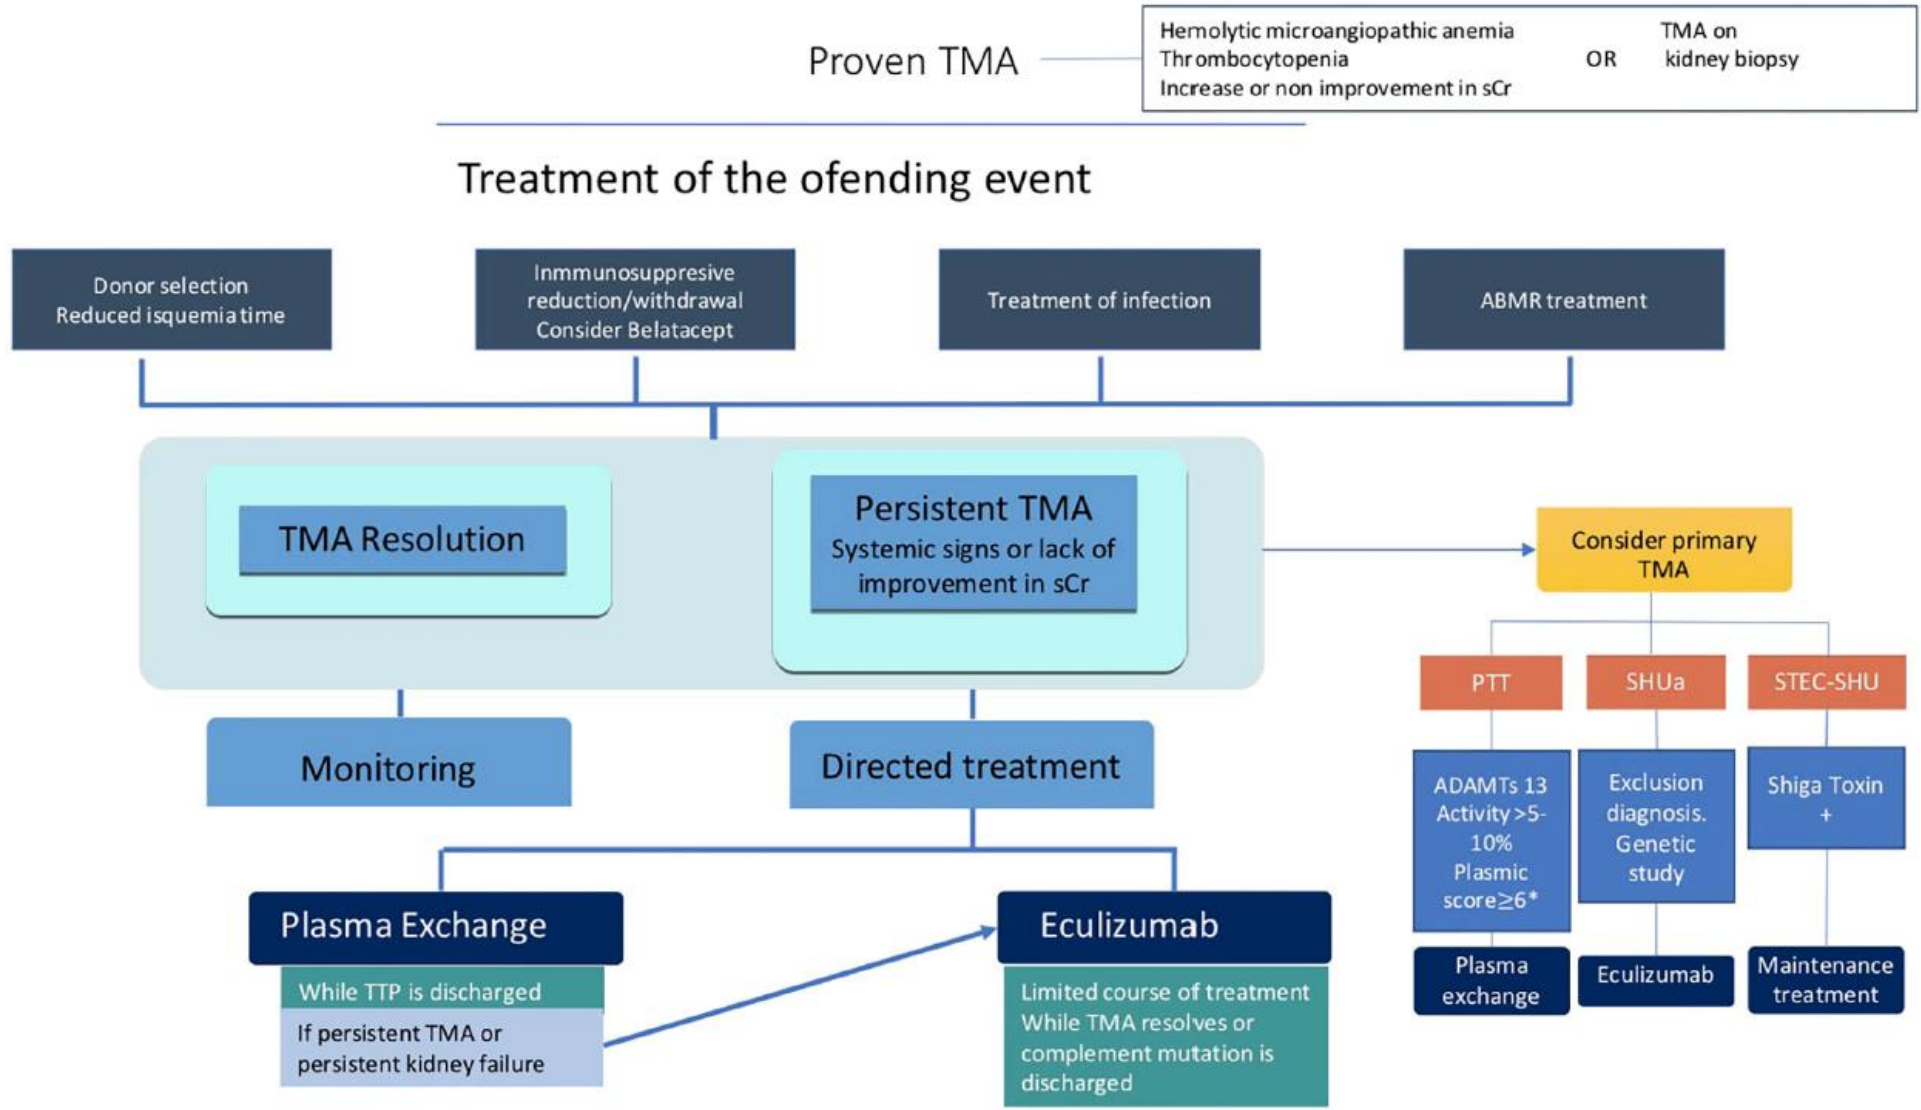 Proven TMA
Hemolytic microangiopathic anemia
Thrombocytopenia
Increase or non improvement in sCr
OR
TMA on
kidney biopsy
Treatment of the ofending event
Donor selection
Reduced isquemia time
Inmmunosuppresive
reduction/withdrawal
Consider Belatacept
Treatment of infection
ABMR treatment
TMA Resolution
Persistent TMA
Systemic signs or lack of
improvement in sCr
Consider primary
TMA
Monitoring
Directed treatment
PTT
SHUa
STEC-SHU
ADAMTs 13
Activity >5-
10%
Plasmic
score≥6*
Exclusion
diagnosis.
Genetic
study
Shiga Toxin
+
Plasma
exchange
Eculizumab
Maintenance
treatment
Plasma Exchange
While TTP is discharged
If persistent TMA or
persistent kidney failure
Eculizumab
Limited course of treatment
While TMA resolves or
complement mutation is
discharged